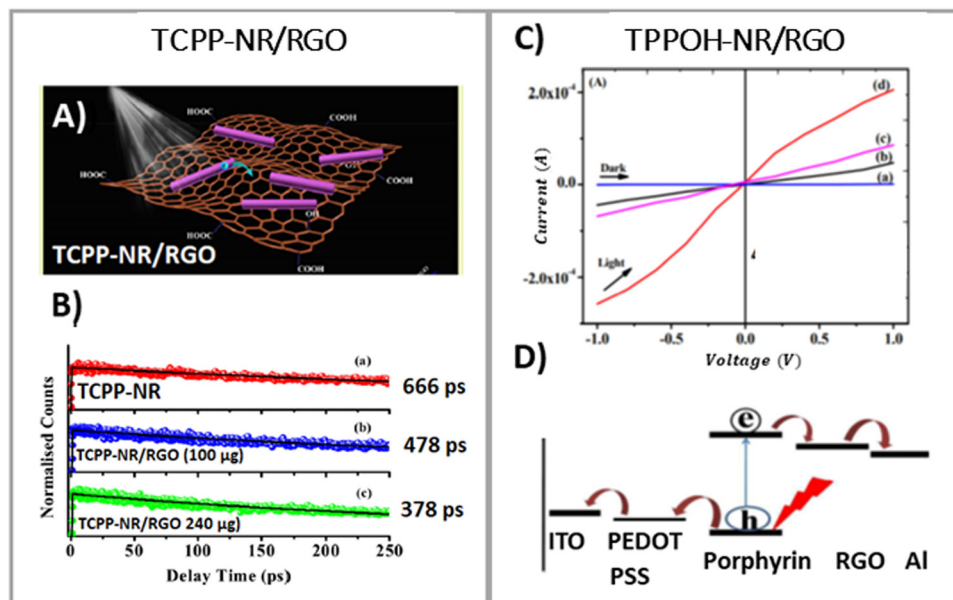 TCPP-NR/RGO
A)
HOOC
COOH
HOOC
OH
COOH
OH
HOOC
COOH
TCPP-NR/RGO
B)
Normalised Counts
(a)
TCPP-NR
666 ps
(b)
TCPP-NR/RGO (100 µg)
478 ps
(c)
TCPP-NR/RGO 240 µg)
378 ps
0 50 100 150 200 250
Delay Time (ps)
TPPOH-NR/RGO
C)
(A)
Current (A)
2.0x10⁻⁴
0.0
-2.0x10⁻⁴
(d)
(c)
(b)
(a)
Dark
Light
-1.0 -0.5 0.0 0.5 1.0
Voltage (V)
D)
e
h
ITO PEDOT PSS Porphyrin RGO Al